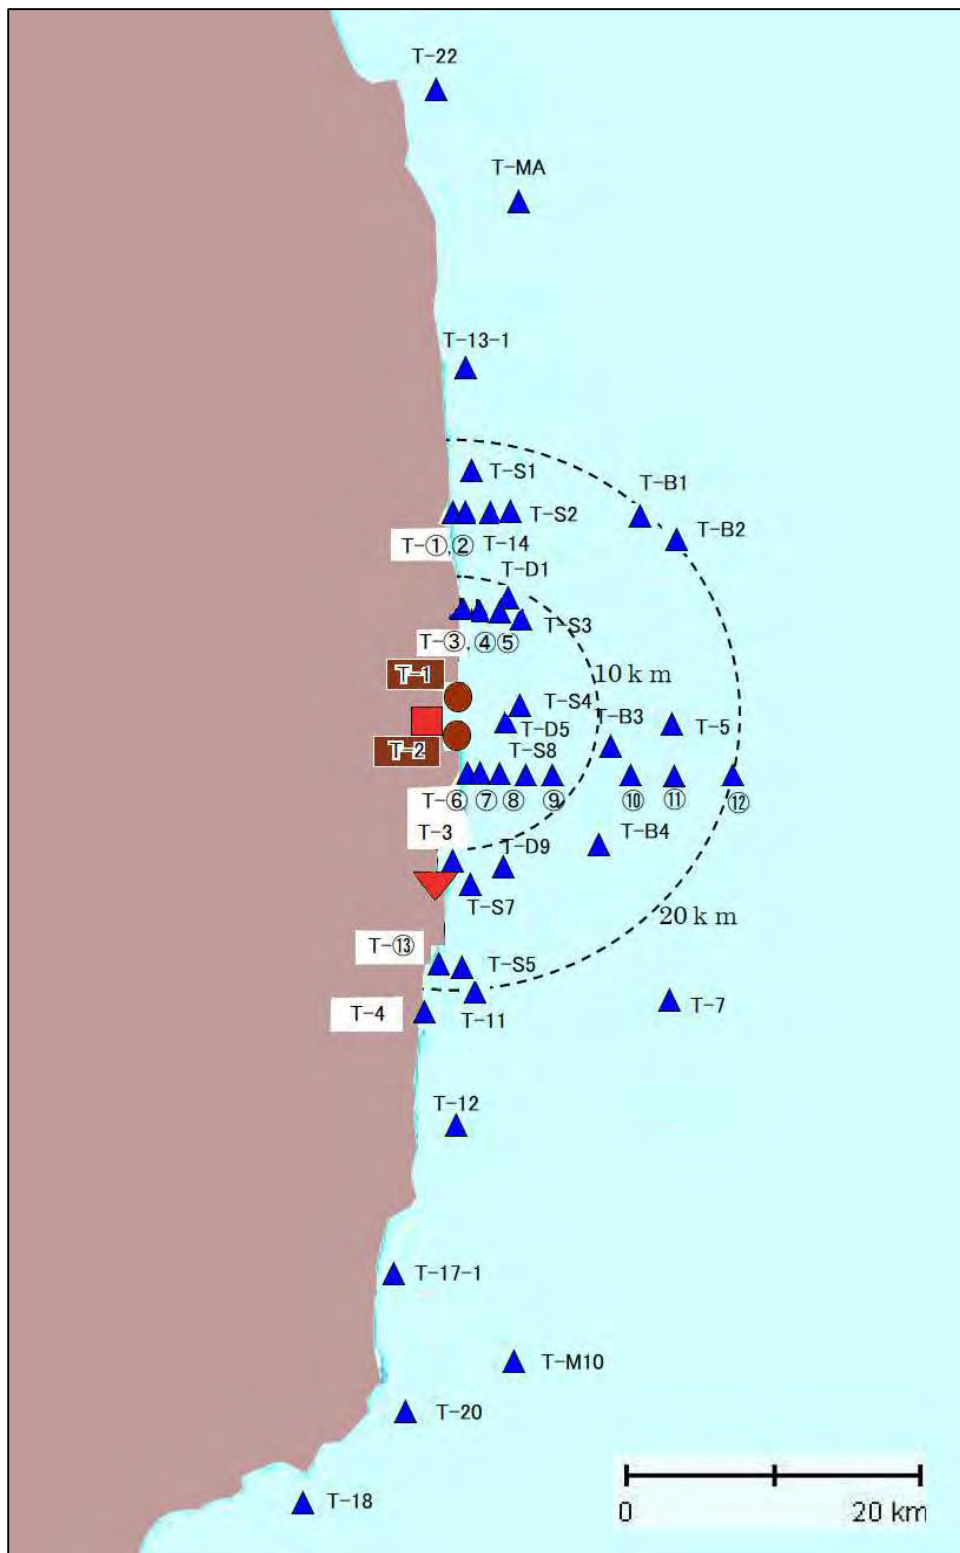 T-22
T-MA
T-13-1
T-S1
T-S2
T-①,② T-14
T-B1
T-B2
T-D1
T-S3
T-③,④⑤
T-1
10 km
T-S4
T-D5
T-B3
T-5
T-2
T-S8
T-⑥ ⑦ ⑧ ⑨ ⑩ ⑪ ⑫
T-3
T-D9
T-B4
T-S7
20 km
T-⑬
T-S5
T-4
T-11
T-7
T-12
T-17-1
T-M10
T-20
T-18
0 20 km